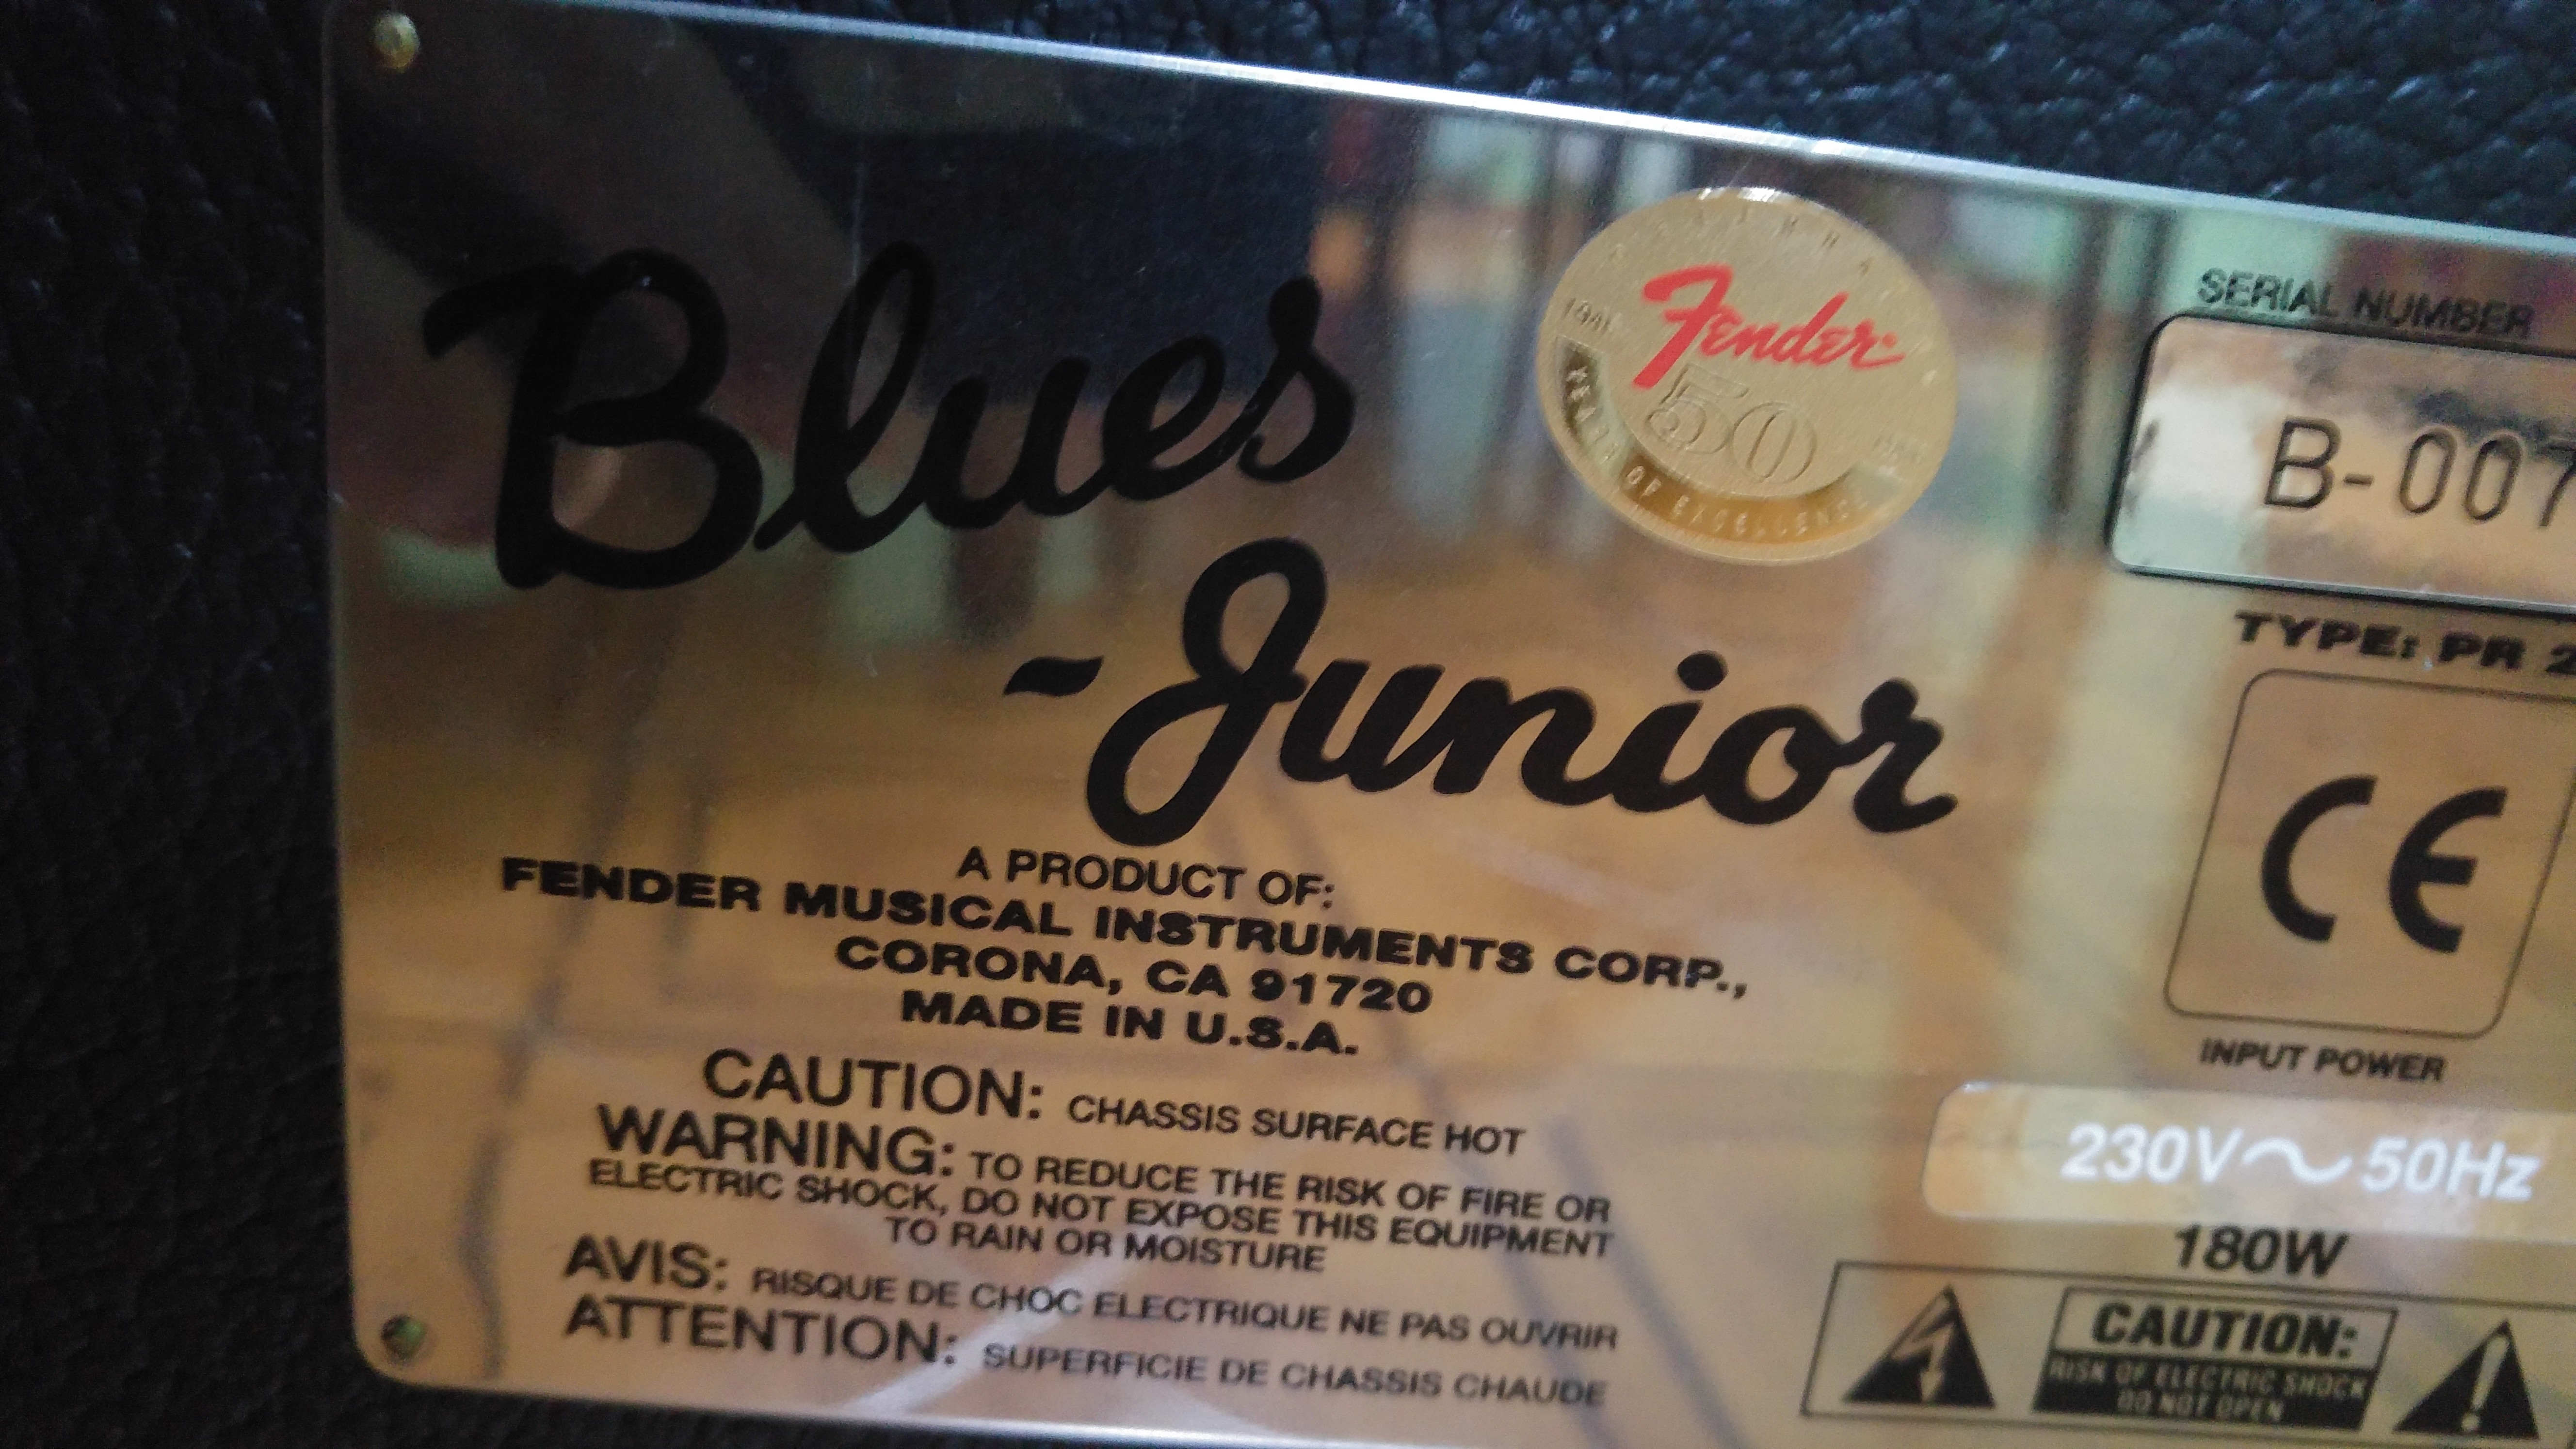 Blues
Junior
Fender
50
YEARS OF EXCELLENCE
A PRODUCT OF:
FENDER MUSICAL INSTRUMENTS CORP.,
CORONA, CA 91720
MADE IN U.S.A.
CAUTION: CHASSIS SURFACE HOT
WARNING: TO REDUCE THE RISK OF FIRE OR
ELECTRIC SHOCK, DO NOT EXPOSE THIS EQUIPMENT
TO RAIN OR MOISTURE
AVIS: RISQUE DE CHOC ELECTRIQUE NE PAS OUVRIR
ATTENTION: SUPERFICIE DE CHASSIS CHAUDE
SERIAL NUMBER
B-007
TYPE: PR 2
CE
INPUT POWER
230V~50Hz
180W
CAUTION:
RISK OF ELECTRIC SHOCK
DO NOT OPEN